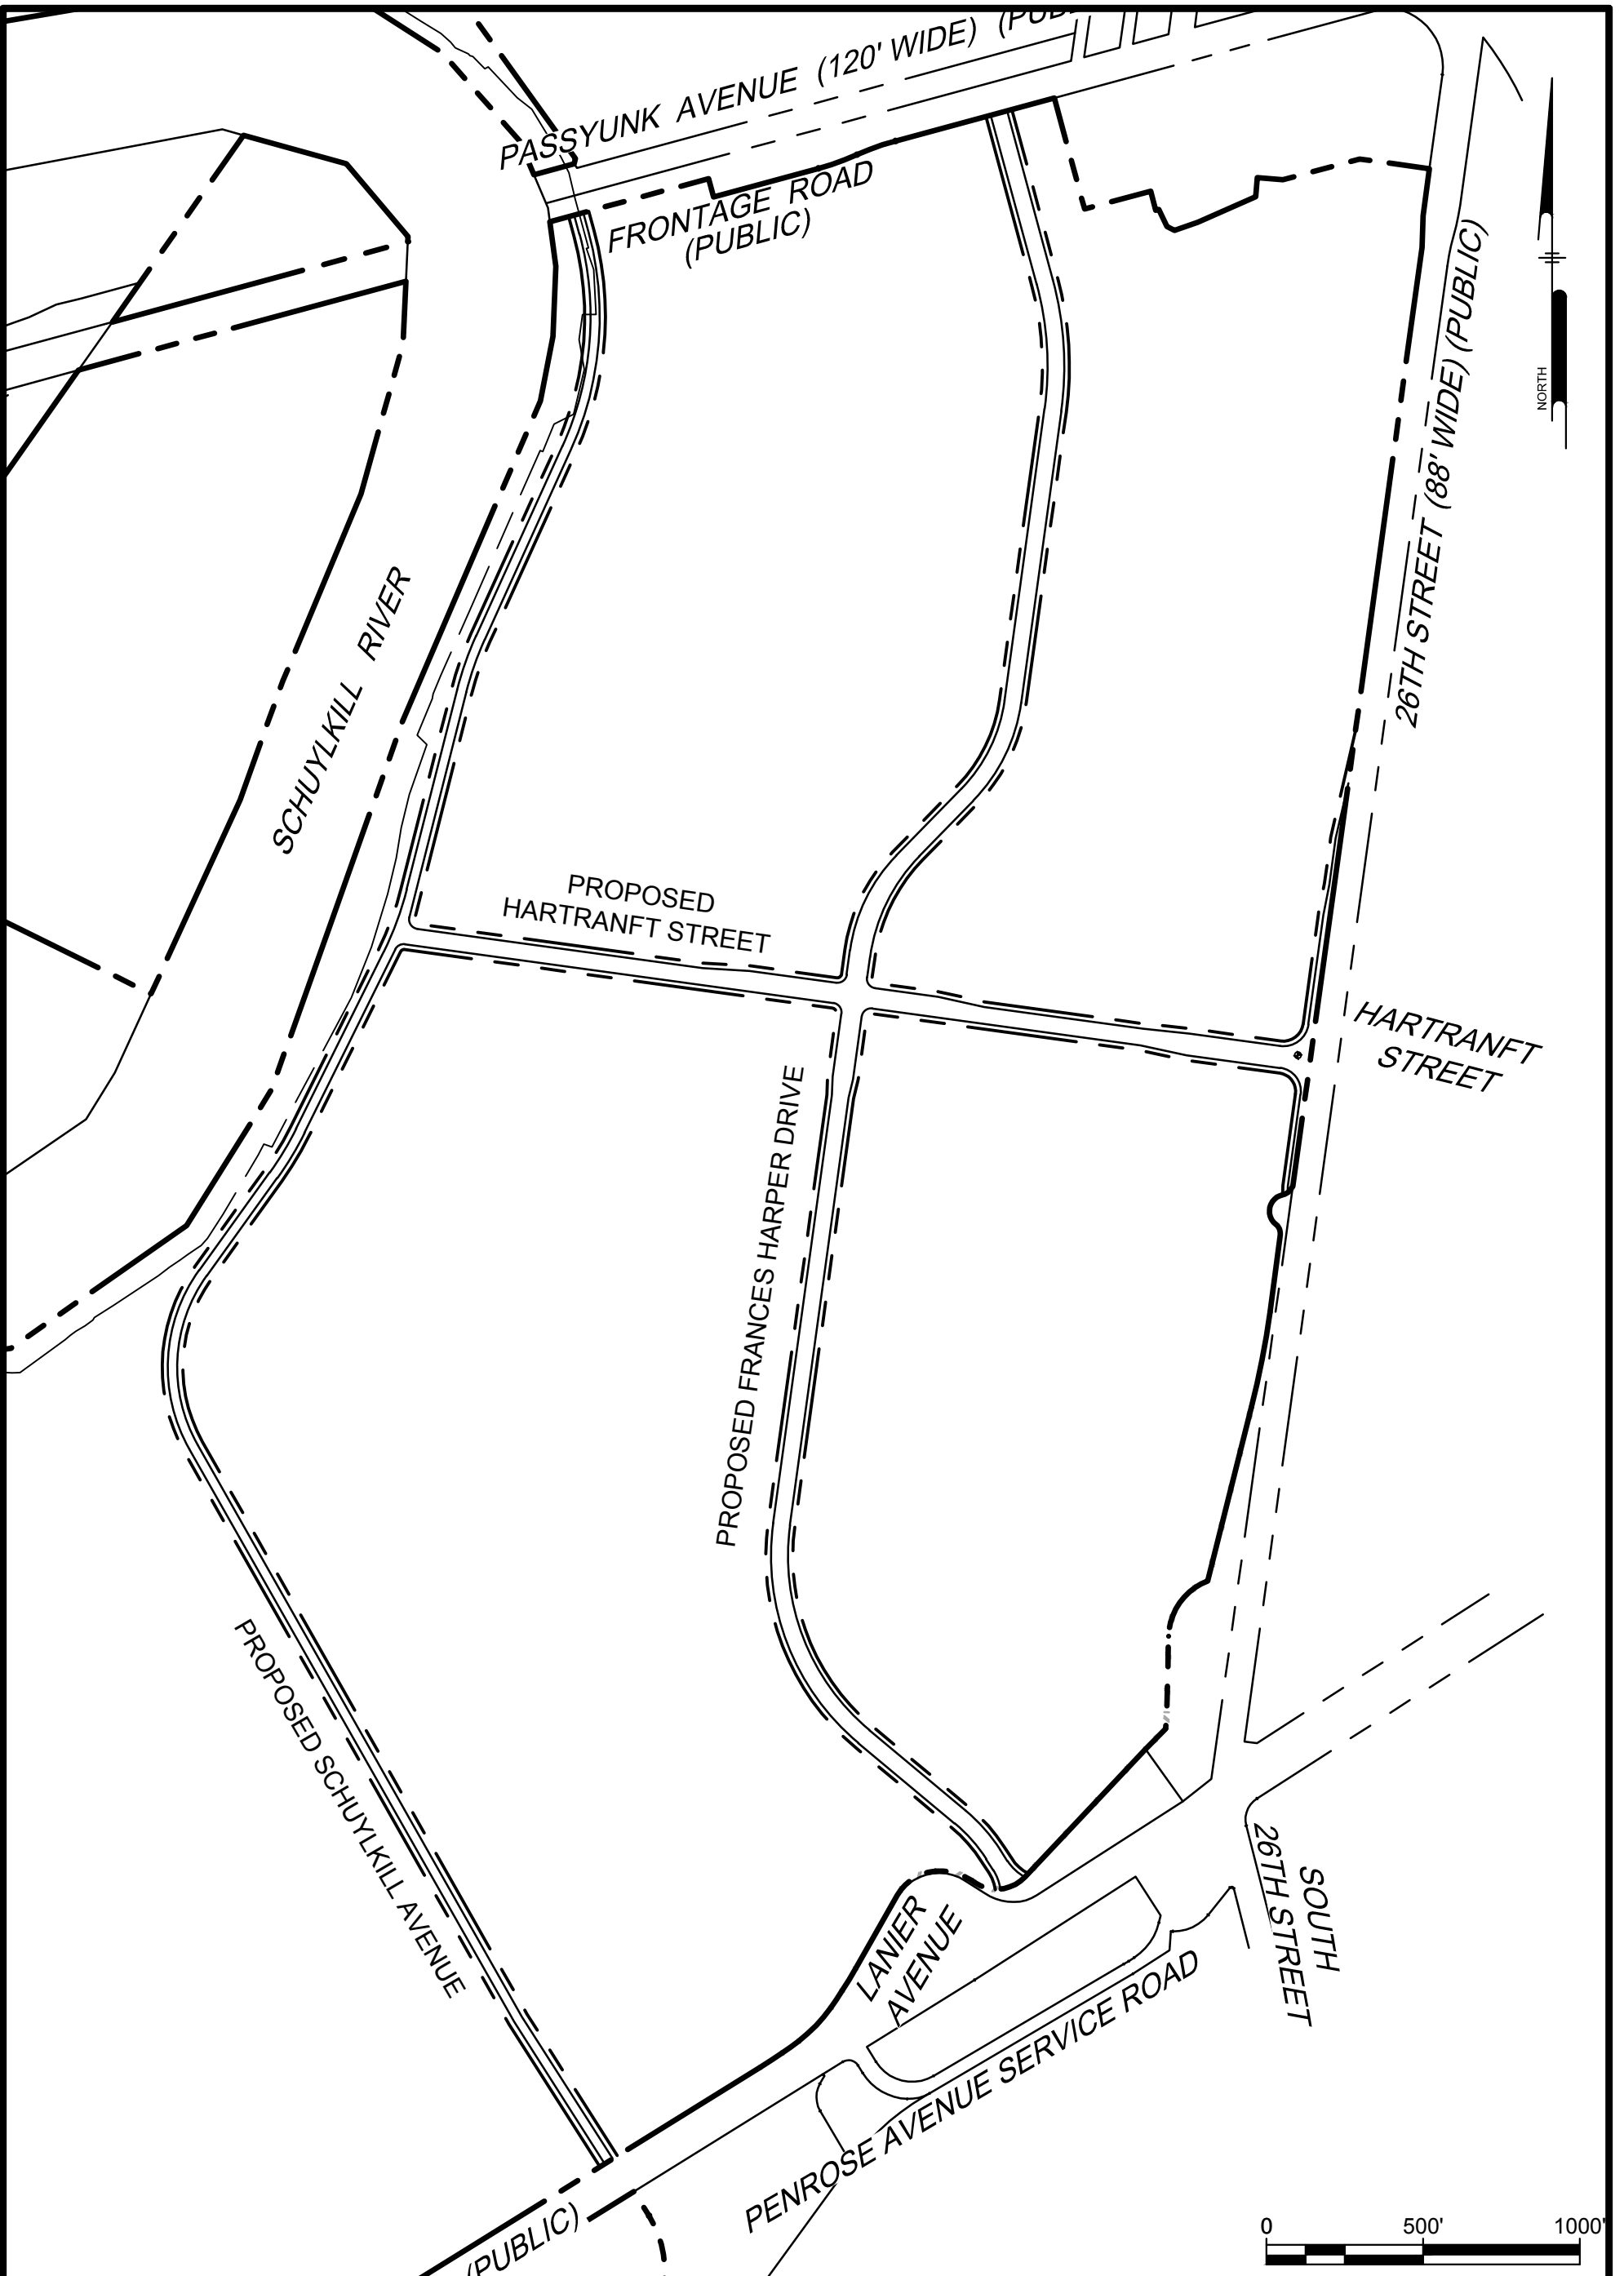 PASSYUNK AVENUE (120' WIDE)
FRONTAGE ROAD
(PUBLIC)
26TH STREET (88' WIDE) (PUBLIC)
NORTH
SCHUYLKILL RIVER
PROPOSED
HARTRANFT STREET
HARTRANFT
STREET
PROPOSED FRANCES HARPER DRIVE
PROPOSED SCHUYLKILL AVENUE
LANIER
AVENUE
SOUTH
26TH STREET
PENROSE AVENUE SERVICE ROAD
(PUBLIC)
0 500' 1000'